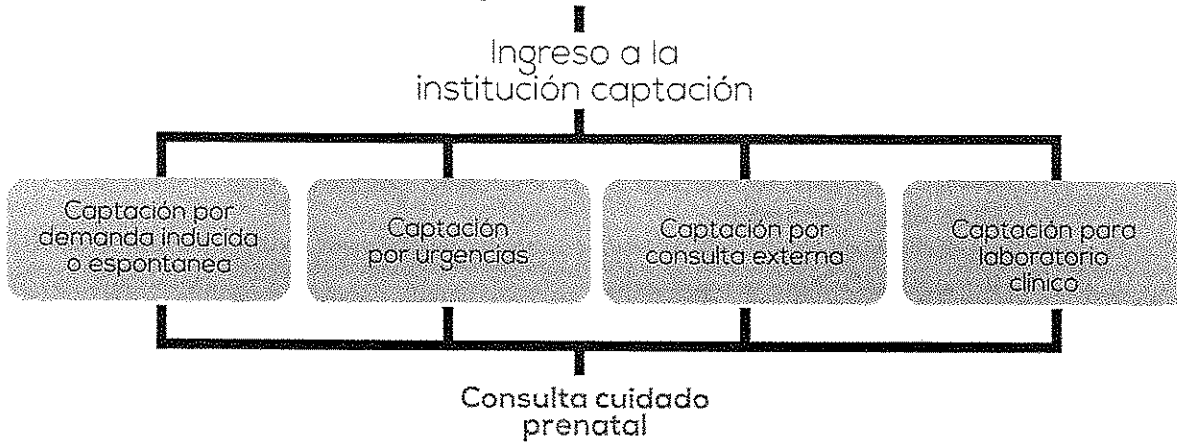 Ingreso a la
institución captación
Captación por
demanda inducida
o espontanea
Captación
por urgencias
Captación por
consulta externa
Captación para
laboratorio
clínico
Consulta cuidado
prenatal